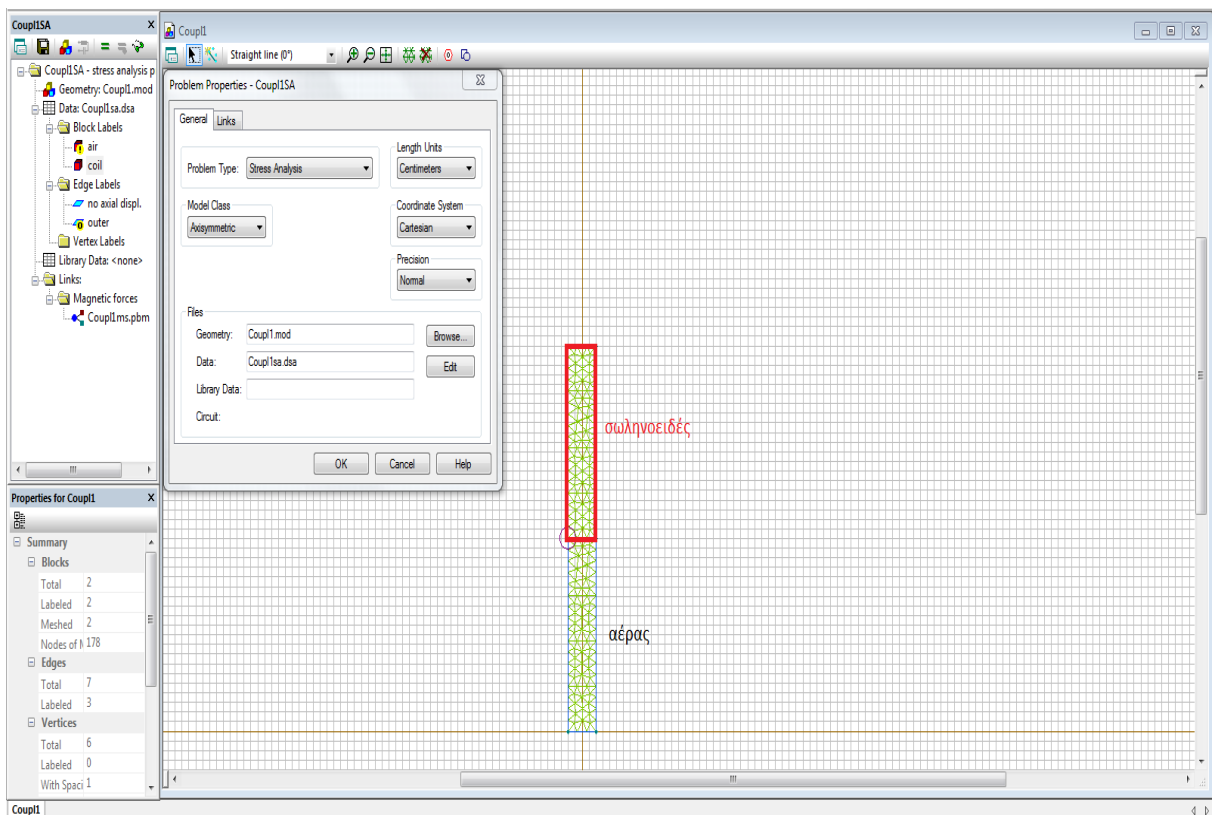 Coupl1SA X
Coupl1SA - stress analysis p
Geometry: Coupl1.mod
Data: Coupl1sa.dsa
Block Labels
air
coil
Edge Labels
no axial displ.
outer
Vertex Labels
Library Data: <none>
Links:
Magnetic forces
Coupl1ms.pbm
Properties for Coupl1 X
Summary
Blocks
Total 2
Labeled 2
Meshed 2
Nodes of M 178
Edges
Total 7
Labeled 3
Vertices
Total 6
Labeled 0
With Spaci 1
Coupl1
Coupl1
Straight line (0°)
Problem Properties - Coupl1SA
General Links
Problem Type: Stress Analysis
Length Units
Centimeters
Model Class
Axisymmetric
Coordinate System
Cartesian
Precision
Normal
Files
Geometry: Coupl1.mod Browse...
Data: Coupl1sa.dsa Edit
Library Data:
Circuit:
OK Cancel Help
σωληνοειδές
αέρας